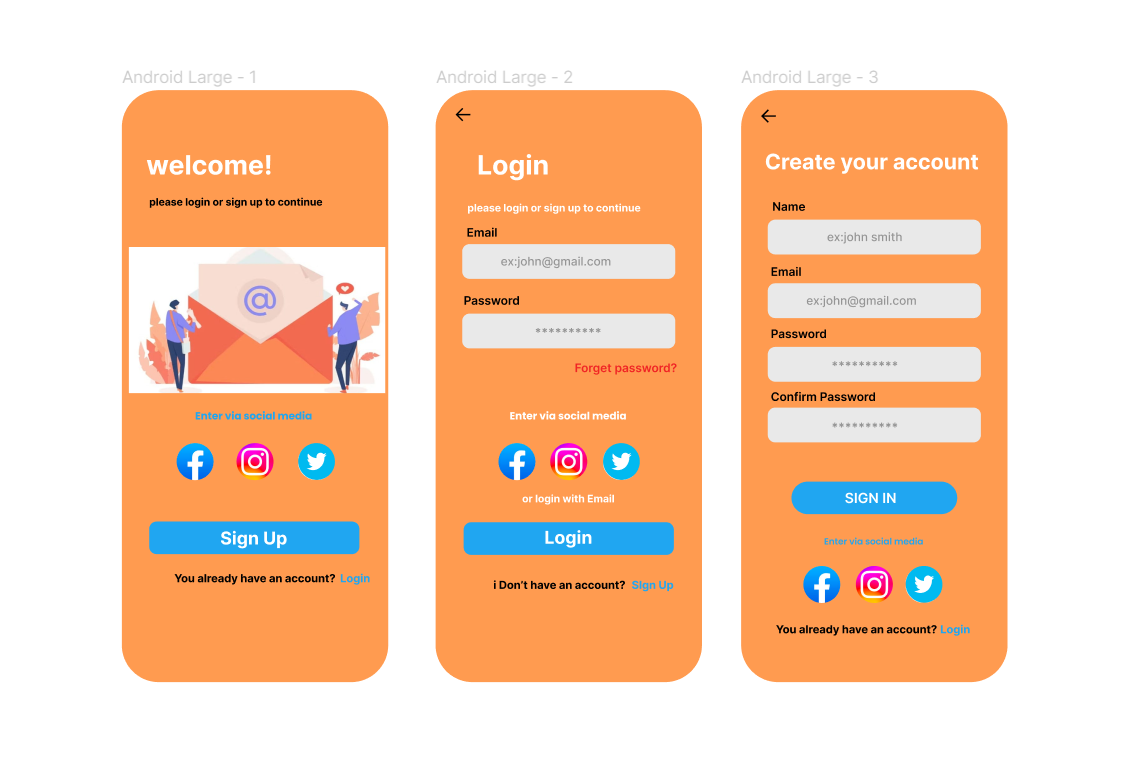 Android Large - 1
welcome!
please login or sign up to continue
@
Enter via social media
Sign Up
You already have an account? Login
Android Large - 2
Login
please login or sign up to continue
Email
ex:john@gmail.com
Password
**********
Forget password?
Enter via social media
or login with Email
Login
i Don't have an account? SIgn Up
Android Large - 3
Create your account
Name
ex:john smith
Email
ex:john@gmail.com
Password
**********
Confirm Password
**********
SIGN IN
Enter via social media
You already have an account? Login